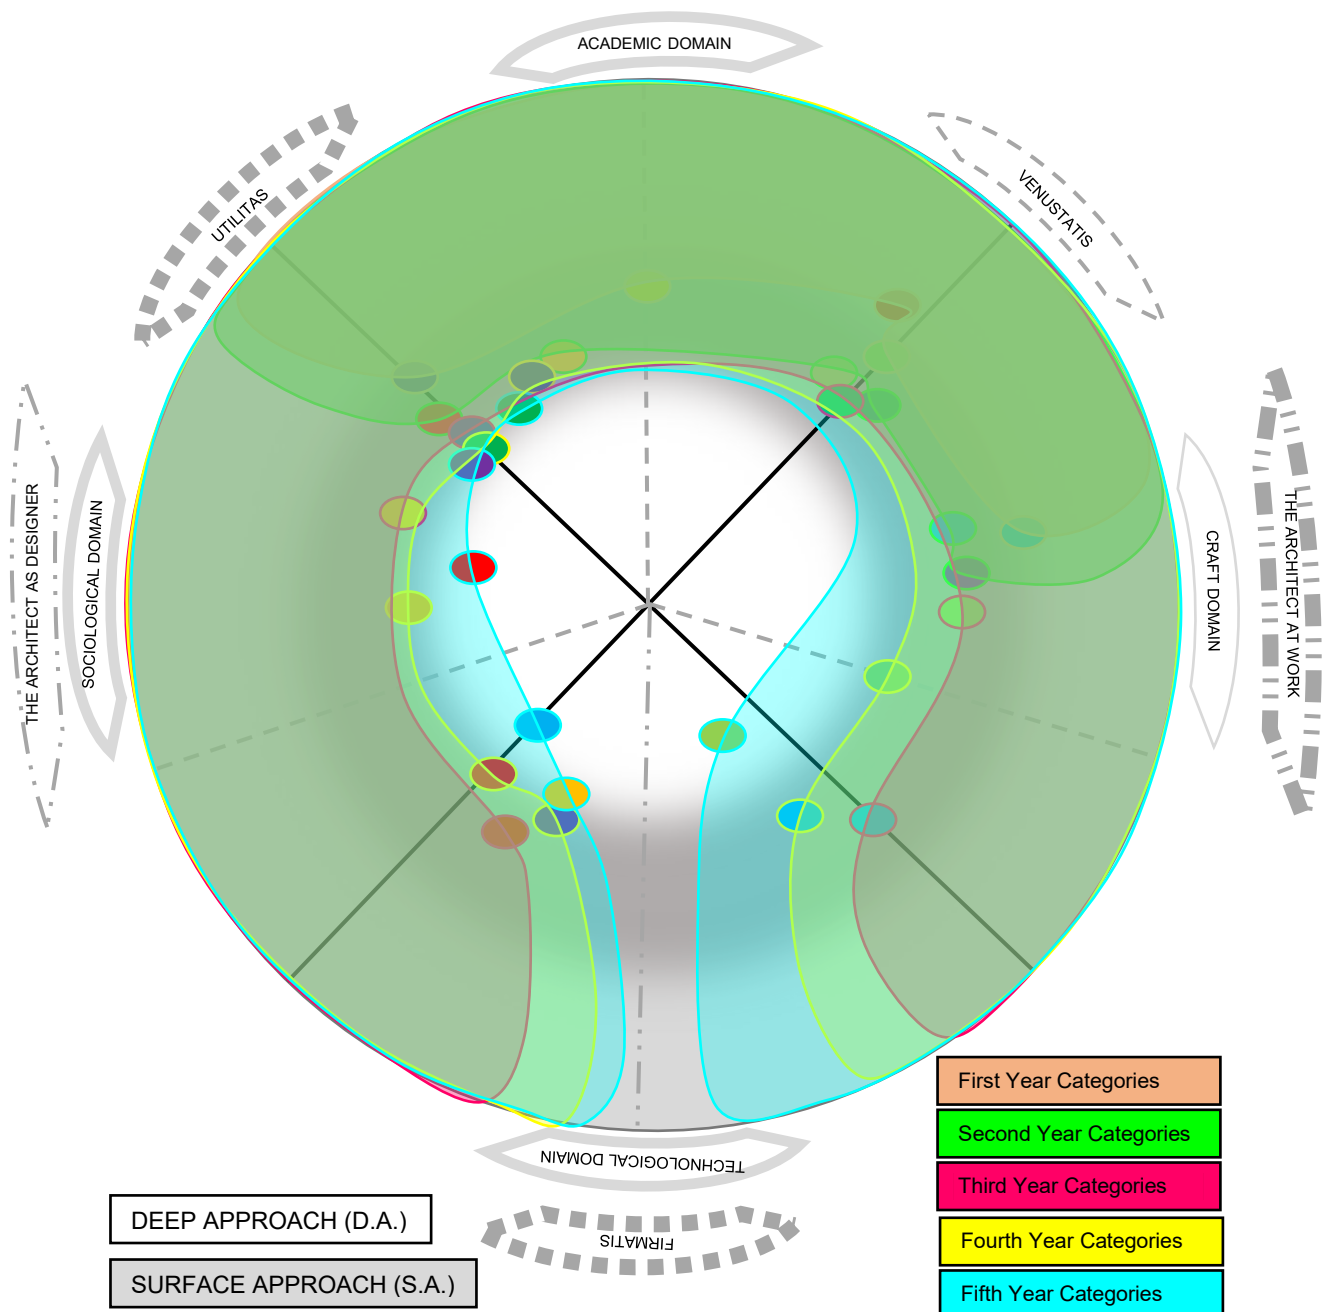 ACADEMIC DOMAIN
UTILITAS
VENUSTATIS
THE ARCHITECT AS DESIGNER
SOCIOLOGICAL DOMAIN
CRAFT DOMAIN
THE ARCHITECT AT WORK
TECHNOLOGICAL DOMAIN
FIRMATIS
DEEP APPROACH (D.A.)
SURFACE APPROACH (S.A.)
First Year Categories
Second Year Categories
Third Year Categories
Fourth Year Categories
Fifth Year Categories